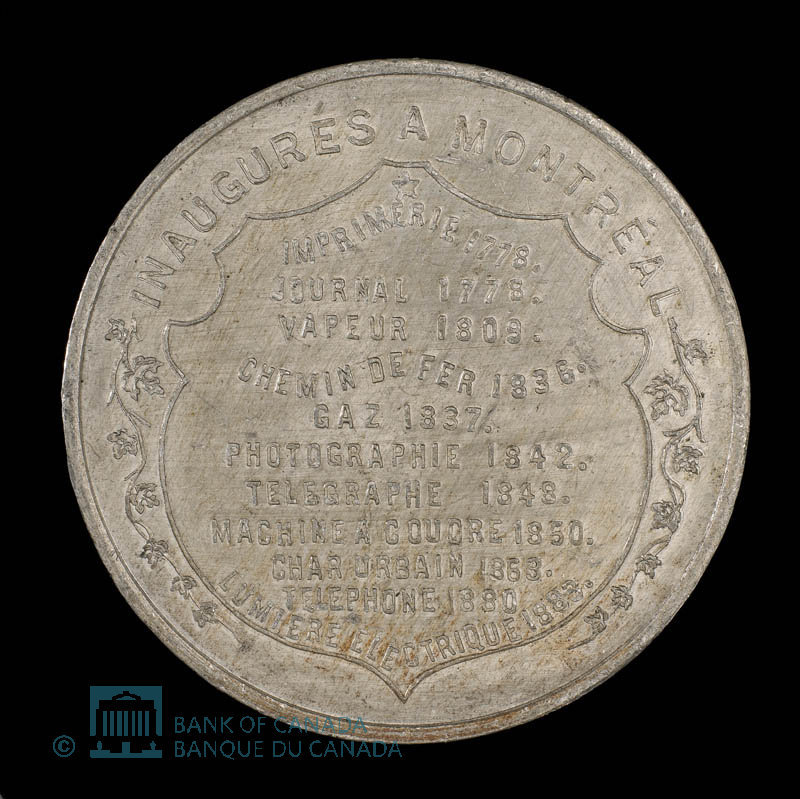 INAUGURÉS A MONTRÉAL
IMPRIMERIE 1778.
JOURNAL 1778.
VAPEUR 1809.
CHEMIN DE FER 1836.
GAZ 1837.
PHOTOGRAPHIE 1842.
TELEGRAPHE 1848.
MACHINE A COUDRE 1850.
CHAR URBAIN 1863.
TELEPHONE 1880
LUMIERE ELECTRIQUE 1883.
© BANK OF CANADA
BANQUE DU CANADA